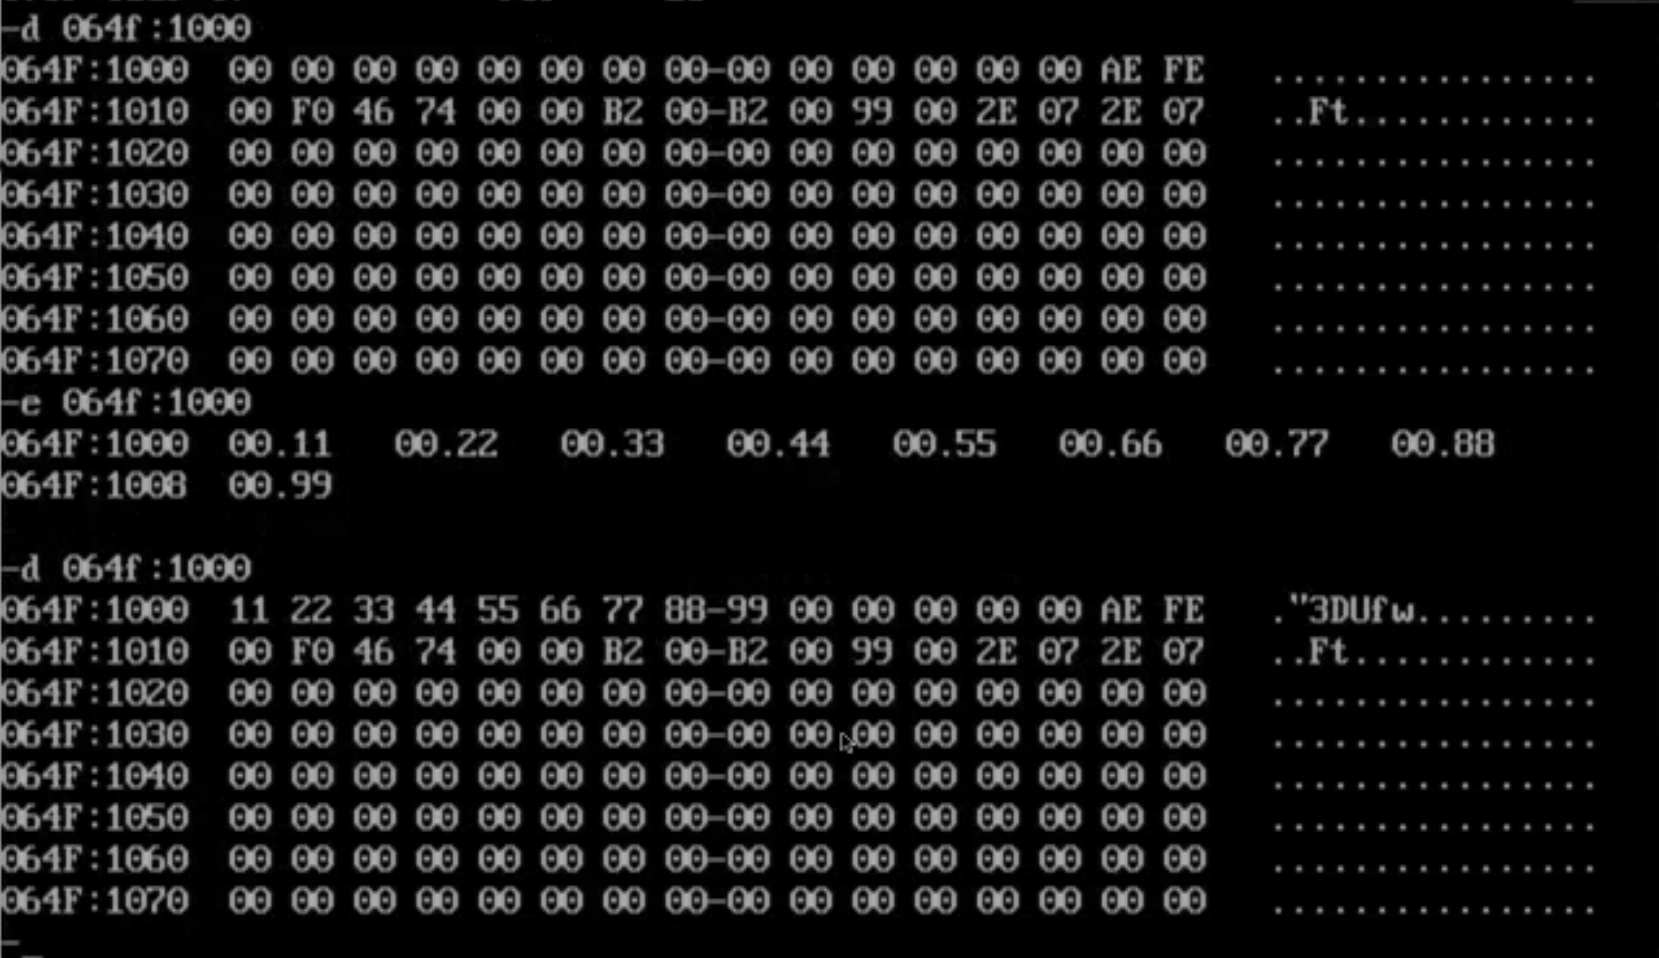 -d 064f:1000
064F:1000  00 00 00 00 00 00 00 00-00 00 00 00 00 00 AE FE   ................
064F:1010  00 F0 46 74 00 00 B2 00-B2 00 99 00 2E 07 2E 07   ..Ft............
064F:1020  00 00 00 00 00 00 00 00-00 00 00 00 00 00 00 00   ................
064F:1030  00 00 00 00 00 00 00 00-00 00 00 00 00 00 00 00   ................
064F:1040  00 00 00 00 00 00 00 00-00 00 00 00 00 00 00 00   ................
064F:1050  00 00 00 00 00 00 00 00-00 00 00 00 00 00 00 00   ................
064F:1060  00 00 00 00 00 00 00 00-00 00 00 00 00 00 00 00   ................
064F:1070  00 00 00 00 00 00 00 00-00 00 00 00 00 00 00 00   ................
-e 064f:1000
064F:1000  00.11   00.22   00.33   00.44   00.55   00.66   00.77   00.88
064F:1008  00.99
-d 064f:1000
064F:1000  11 22 33 44 55 66 77 88-99 00 00 00 00 00 AE FE   ."3DUfw.........
064F:1010  00 F0 46 74 00 00 B2 00-B2 00 99 00 2E 07 2E 07   ..Ft............
064F:1020  00 00 00 00 00 00 00 00-00 00 00 00 00 00 00 00   ................
064F:1030  00 00 00 00 00 00 00 00-00 00 00 00 00 00 00 00   ................
064F:1040  00 00 00 00 00 00 00 00-00 00 00 00 00 00 00 00   ................
064F:1050  00 00 00 00 00 00 00 00-00 00 00 00 00 00 00 00   ................
064F:1060  00 00 00 00 00 00 00 00-00 00 00 00 00 00 00 00   ................
064F:1070  00 00 00 00 00 00 00 00-00 00 00 00 00 00 00 00   ................
-